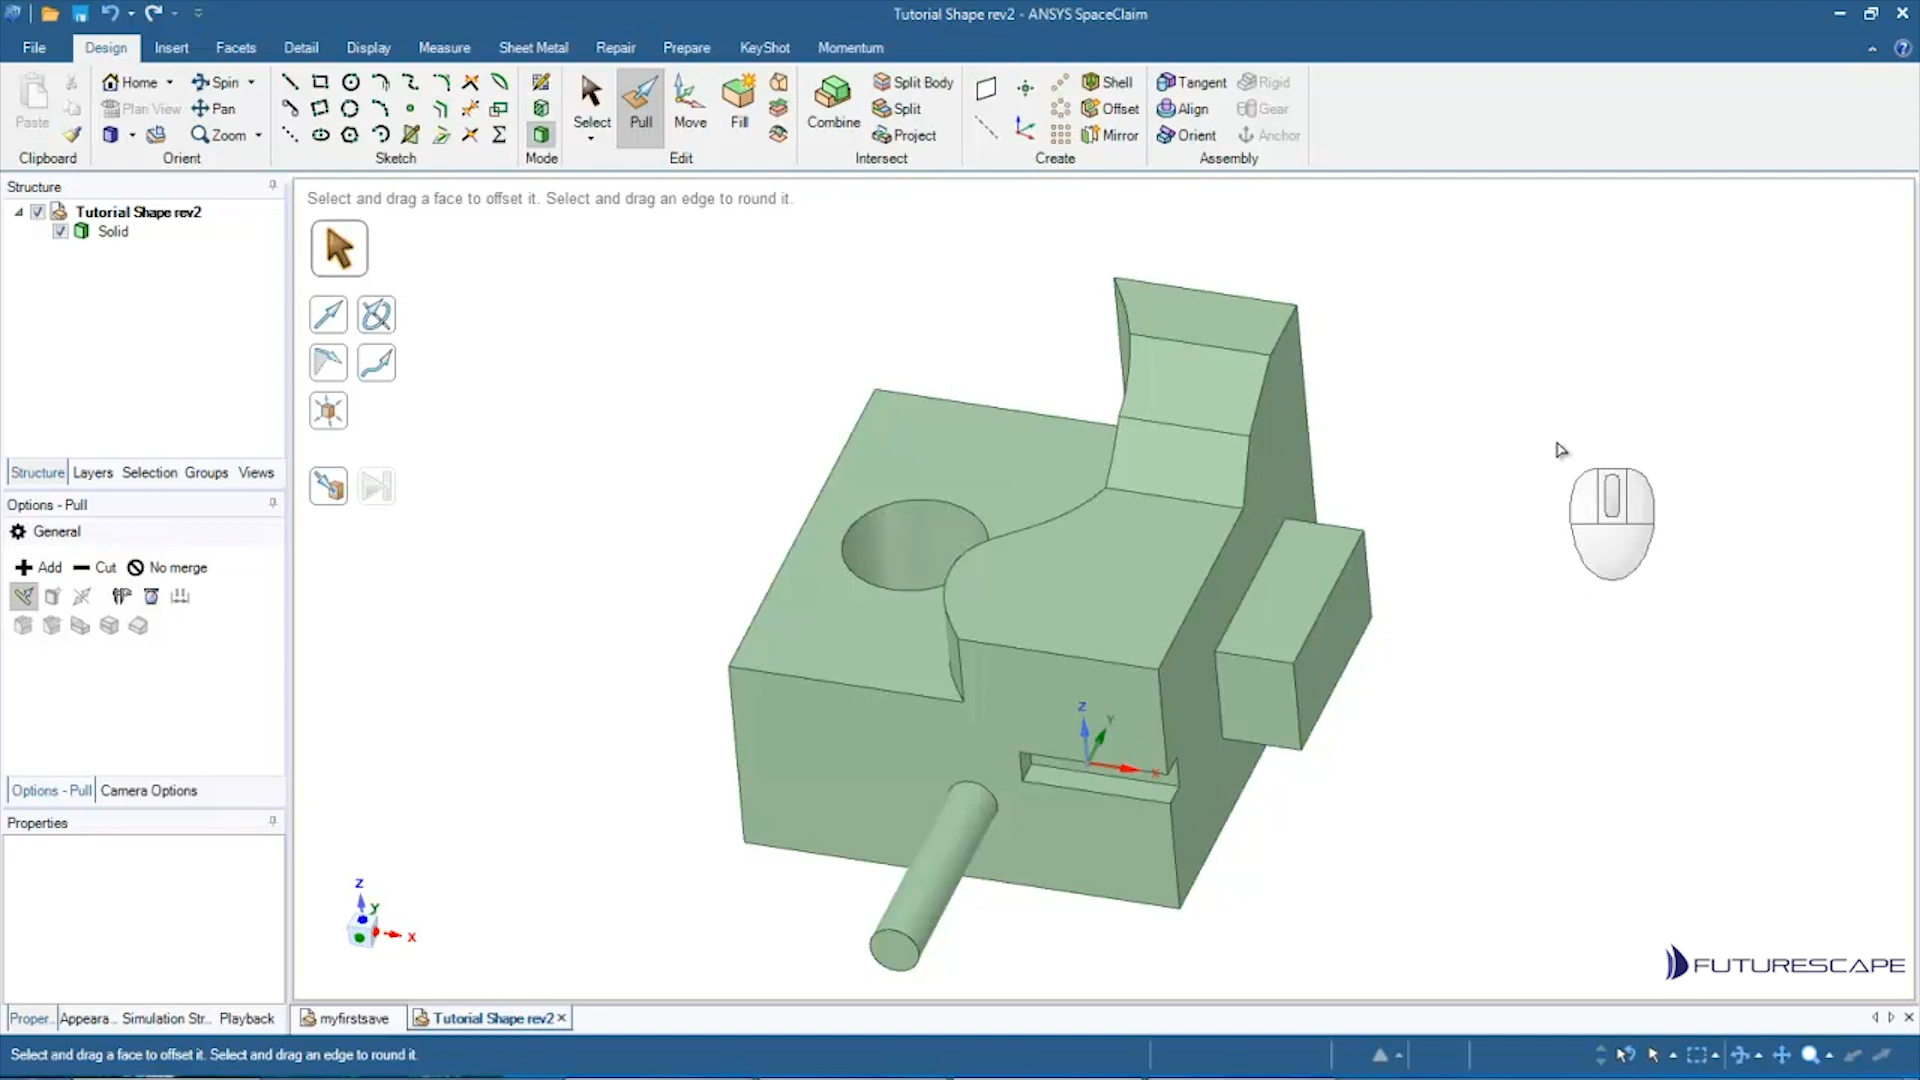 Tutorial Shape rev2 - ANSYS SpaceClaim
File Design Insert Facets Detail Display Measure Sheet Metal Repair Prepare KeyShot Momentum
Paste
Clipboard
Home Spin
Plan View Pan
Zoom
Orient
Sketch
Mode
Select Pull Move Fill
Edit
Combine
Split Body
Split
Project
Intersect
Shell
Offset
Mirror
Create
Tangent Rigid
Align Gear
Orient Anchor
Assembly
Structure
Tutorial Shape rev2
Solid
Structure Layers Selection Groups Views
Options - Pull
General
Add Cut No merge
Options - Pull Camera Options
Properties
Proper... Appeara... Simulation Str... Playback
Select and drag a face to offset it. Select and drag an edge to round it.
Z
Y
X
Z
Y
X
FUTURESCAPE
myfirstsave Tutorial Shape rev2
Select and drag a face to offset it. Select and drag an edge to round it.